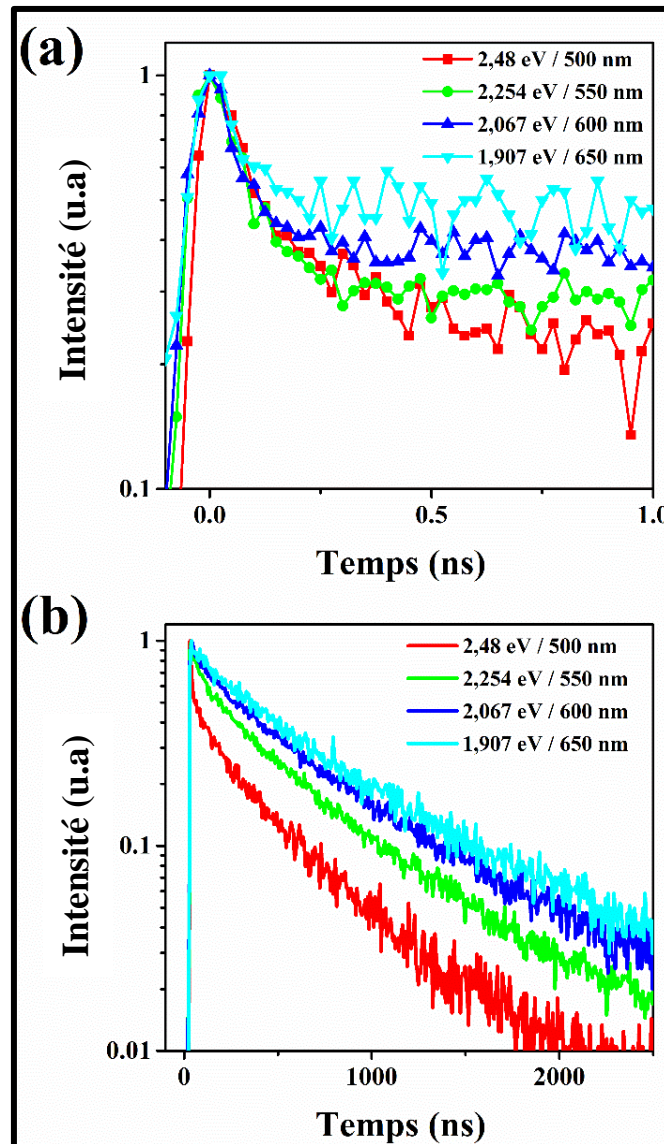 (a)
2,48 eV / 500 nm
2,254 eV / 550 nm
2,067 eV / 600 nm
1,907 eV / 650 nm
Intensité (u.a)
1
0.1
0.0
0.5
1.0
Temps (ns)
(b)
2,48 eV / 500 nm
2,254 eV / 550 nm
2,067 eV / 600 nm
1,907 eV / 650 nm
Intensité (u.a)
1
0.1
0.01
0
1000
2000
Temps (ns)